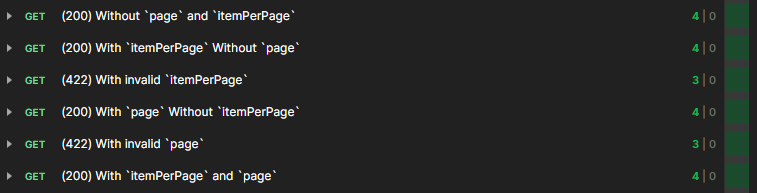 GET (200) Without `page` and `itemPerPage` 4 | 0
GET (200) With `itemPerPage` Without `page` 4 | 0
GET (422) With invalid `itemPerPage` 3 | 0
GET (200) With `page` Without `itemPerPage` 4 | 0
GET (422) With invalid `page` 3 | 0
GET (200) With `itemPerPage` and `page` 4 | 0